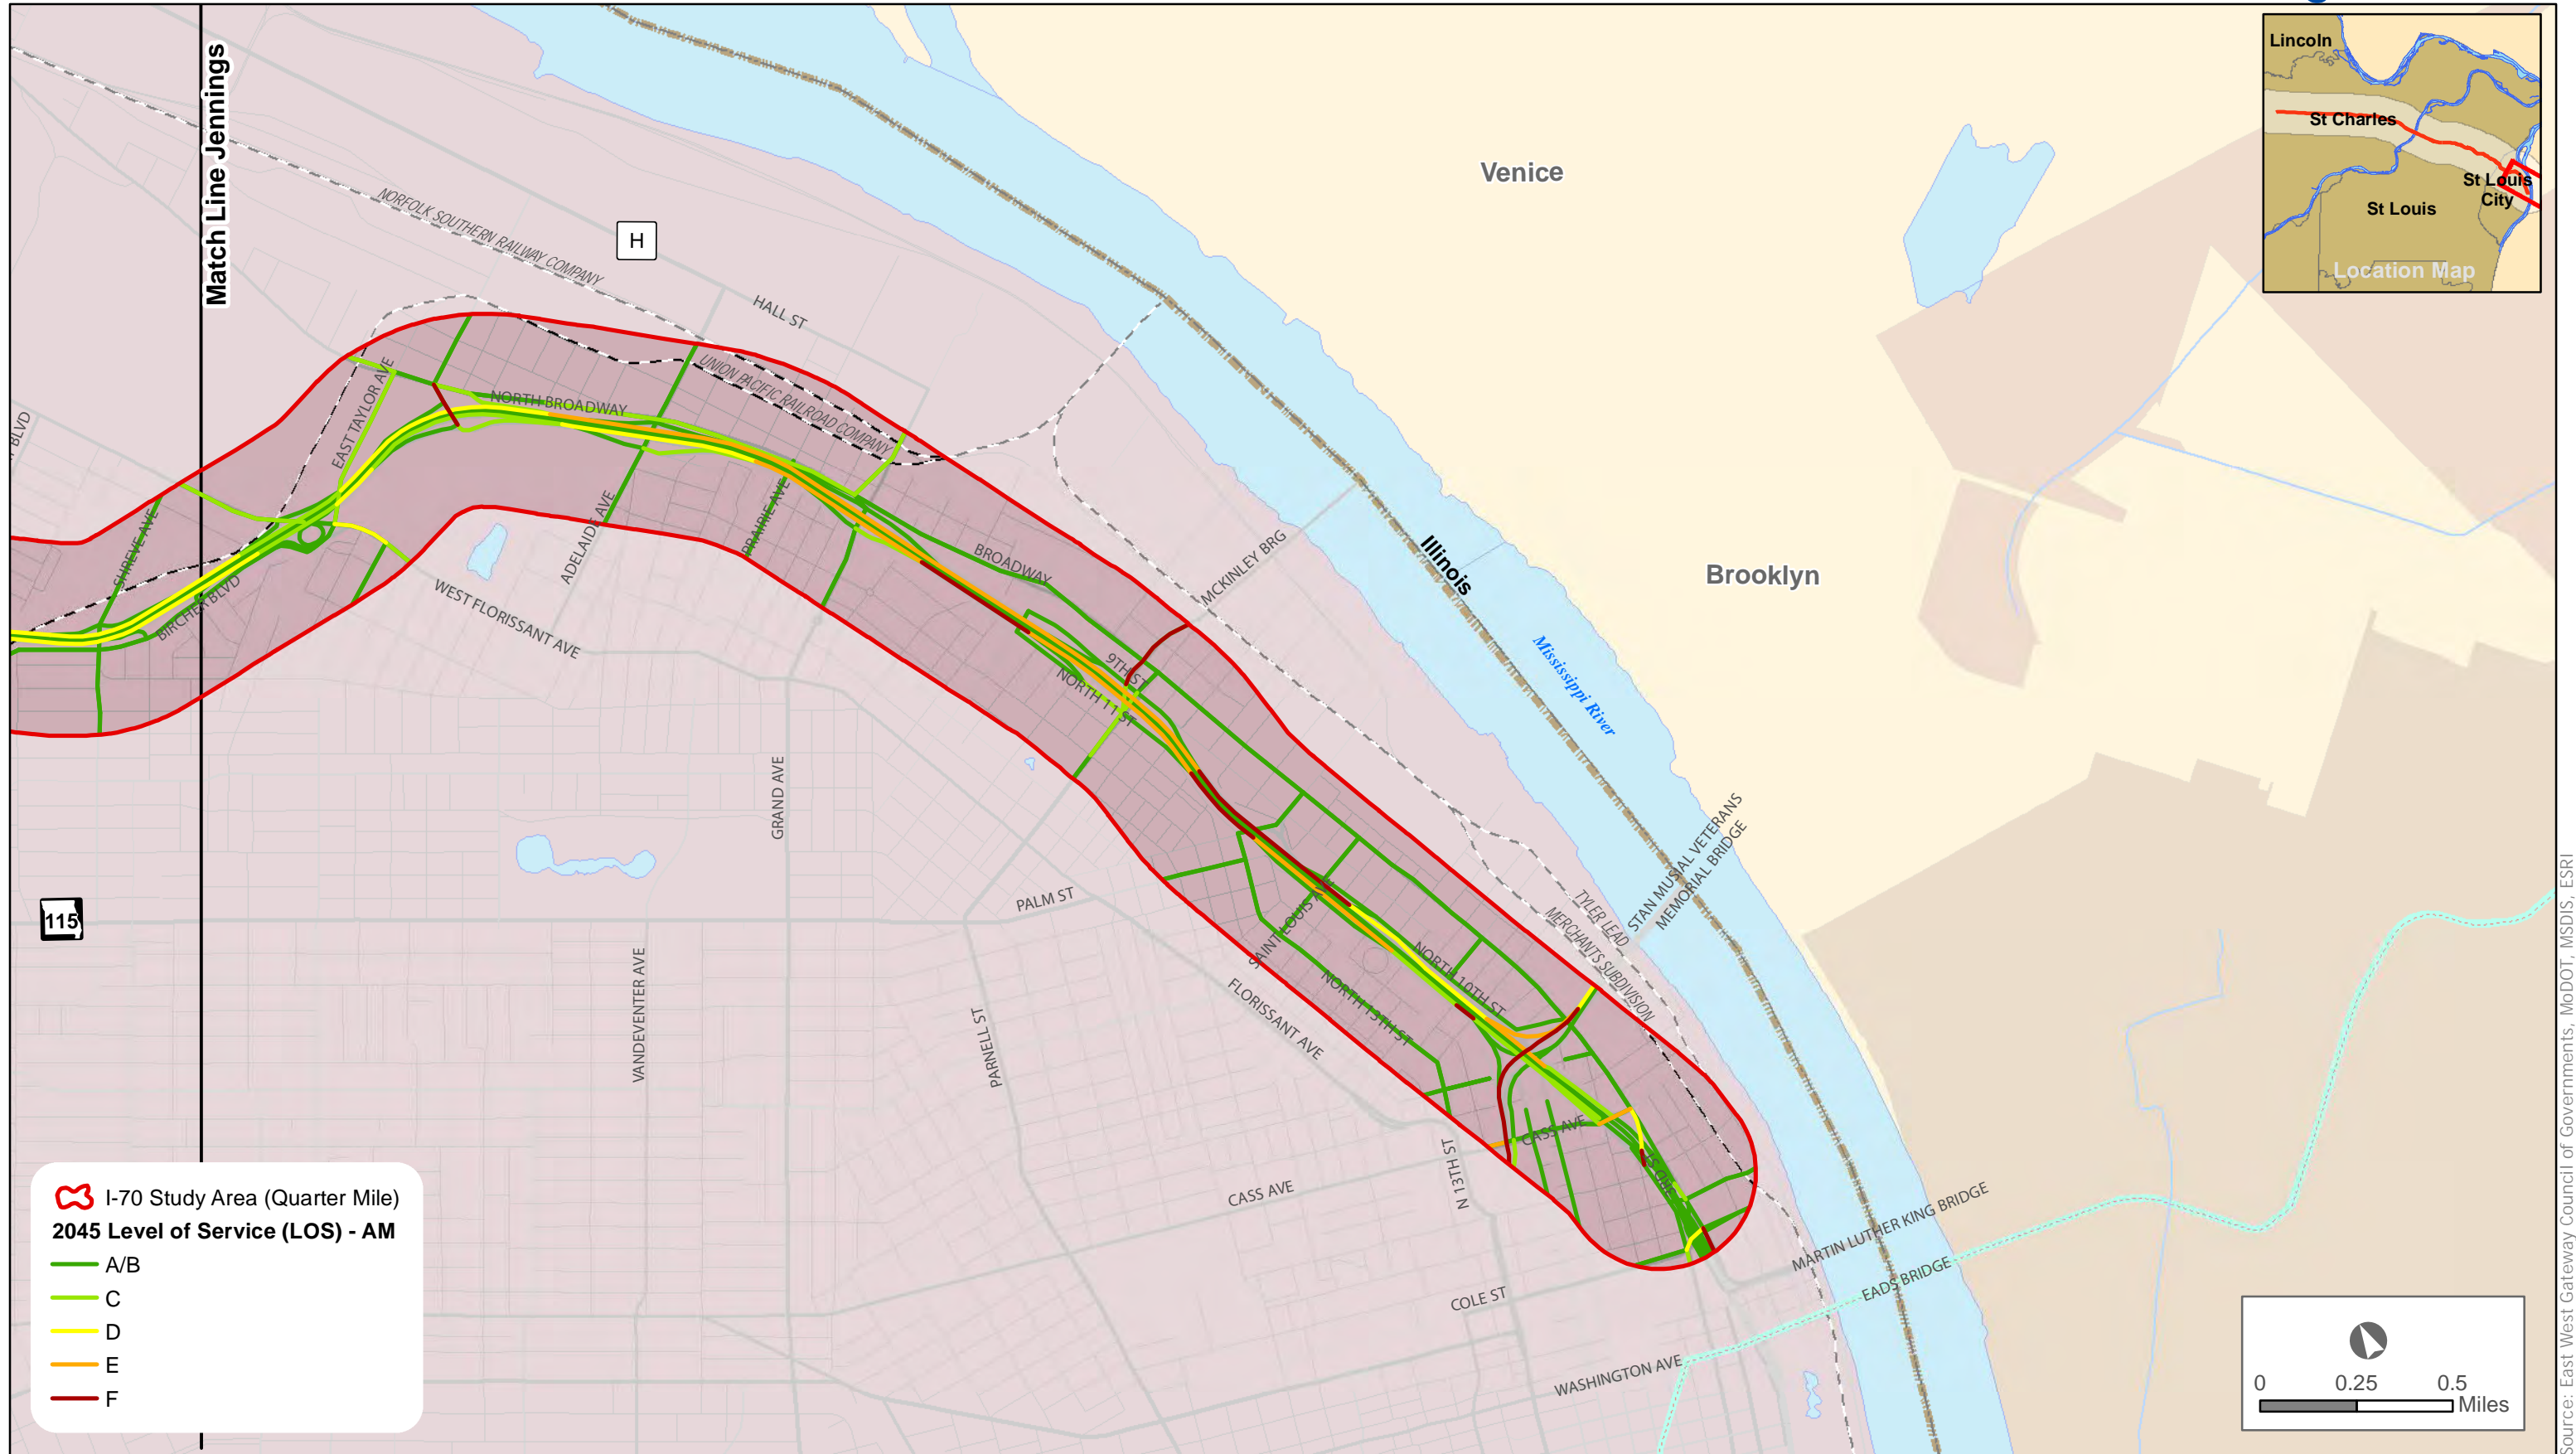 Match Line Jennings
NORFOLK SOUTHERN RAILWAY COMPANY
H
HALL ST
UNION PACIFIC RAILROAD COMPANY
NORTH BROADWAY
EAST TAYLOR AVE
BLVD
SHREVE AVE
BIRCHER BLVD
ADELAIDE AVE
PRAIRIE AVE
WEST FLORISSANT AVE
BROADWAY
MCKINLEY BRG
9TH ST
NORTH 11 ST
GRAND AVE
PALM ST
115
VANDEVENTER AVE
PARNELL ST
SAINT LOUIS AVE
NORTH 10TH ST
NORTH 13TH ST
FLORISSANT AVE
TYLER LEAD
MERCHANTS SUBDIVISION
STAN MUSIAL VETERANS
MEMORIAL BRIDGE
CASS AVE
CASS AVE
N 13TH ST
COLE ST
WASHINGTON AVE
MARTIN LUTHER KING BRIDGE
EADS BRIDGE
Venice
Brooklyn
Illinois
Mississippi River
Lincoln
St Charles
St Louis
City
St Louis
Location Map
I-70 Study Area (Quarter Mile)
2045 Level of Service (LOS) - AM
A/B
C
D
E
F
0 0.25 0.5
Miles
Source: East West Gateway Council of Governments, MoDOT, MSDIS, ESRI